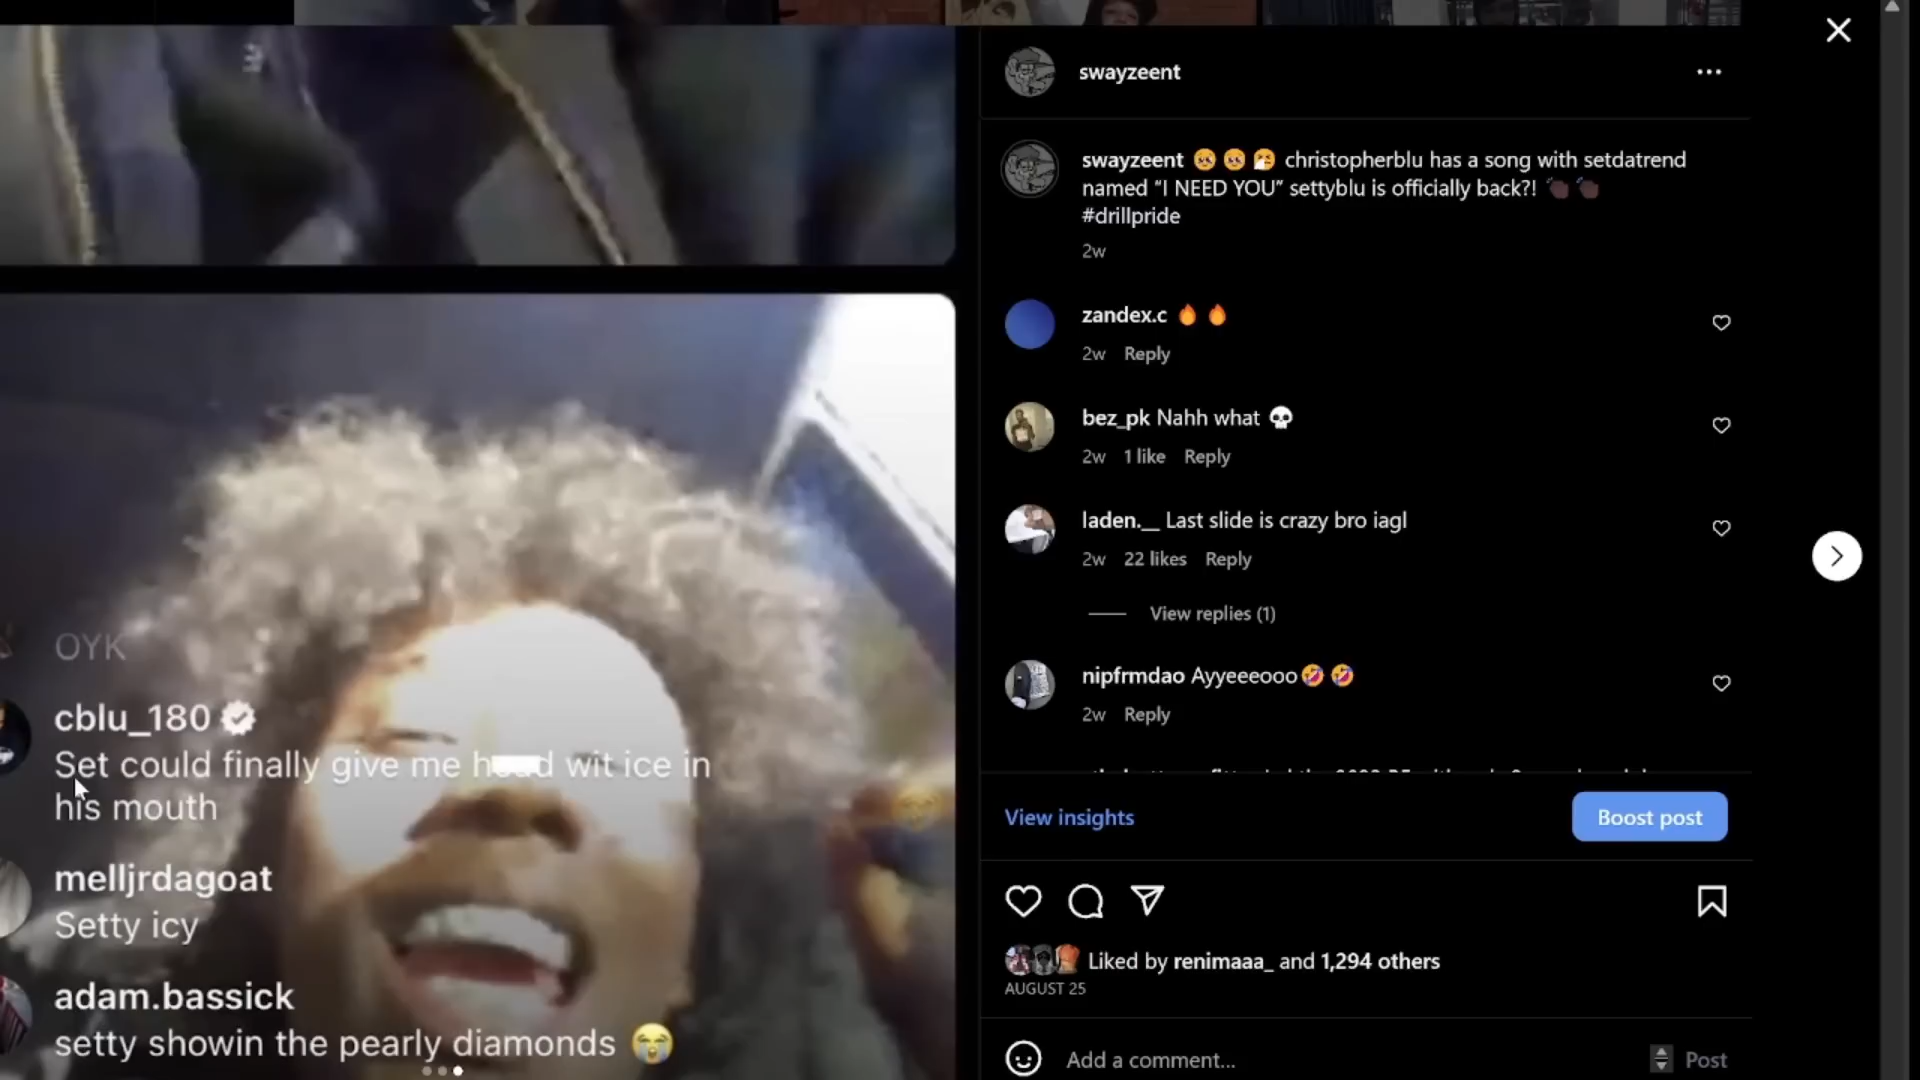 OYK
cblu_180
Set could finally give me head wit ice in
his mouth
melljrdagoat
Setty icy
adam.bassick
setty showin the pearly diamonds 😭
swayzeent
swayzeent 🥺 🥺 🤧 christopherblu has a song with setdatrend
named “I NEED YOU” settyblu is officially back?! 👏🏿 👏🏿
#drillpride
2w
zandex.c 🔥 🔥
2w Reply
bez_pk Nahh what 💀
2w 1 like Reply
laden.__ Last slide is crazy bro iagl
2w 22 likes Reply
View replies (1)
nipfrmdao Ayyeeeooo🤣 🤣
2w Reply
View insights
Boost post
Liked by renimaaa_ and 1,294 others
AUGUST 25
Add a comment...
Post